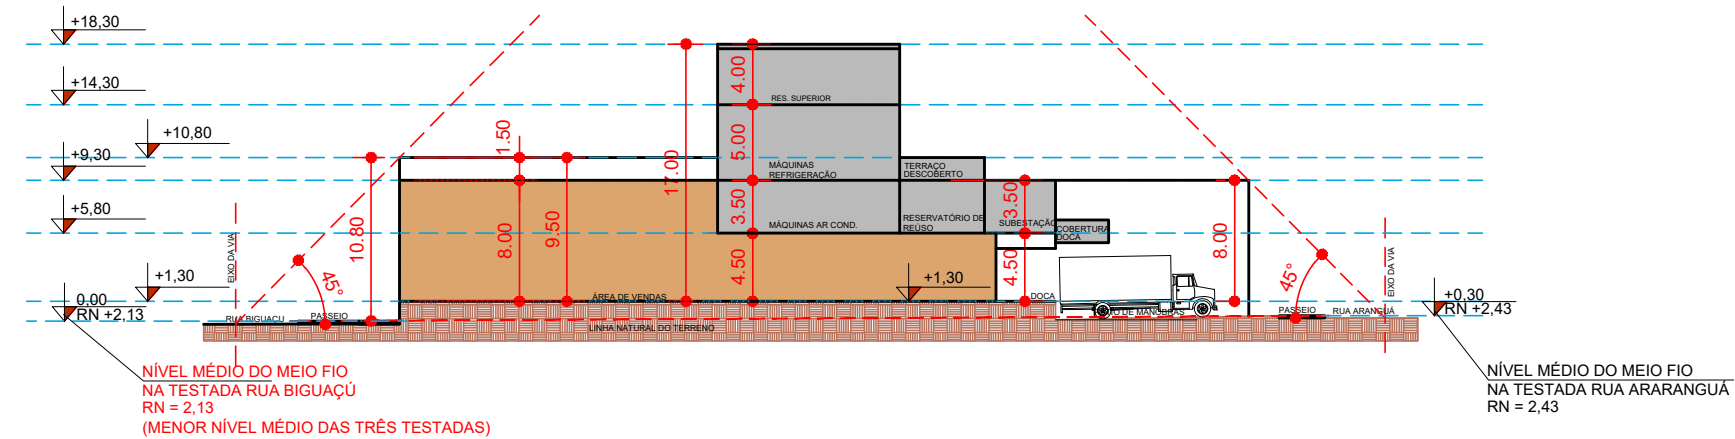 +18,30
+14,30
+10,80
+9,30
+5,80
+1,30
0,00
RN +2,13
EIXO DA VIA
45°
10.80
1.50
8.00
9.50
17.00
4.00
RES. SUPERIOR
5.00
MÁQUINAS
REFRIGERAÇÃO
3.50
MÁQUINAS AR COND.
4.50
TERRAÇO
DESCOBERTO
RESERVATÓRIO DE
REÚSO
SUBESTAÇÃO
3.50
COBERTURA
DOCA
4.50
+1,30
8.00
45°
EIXO DA VIA
+0,30
RN +2,43
ÁREA DE VENDAS
DOCA
RUA BIGUAÇU
PASSEIO
LINHA NATURAL DO TERRENO
DE MANOBRAS
PASSEIO
RUA ARANGUÁ
NÍVEL MÉDIO DO MEIO FIO
NA TESTADA RUA BIGUAÇÚ
RN = 2,13
(MENOR NÍVEL MÉDIO DAS TRÊS TESTADAS)
NÍVEL MÉDIO DO MEIO FIO
NA TESTADA RUA ARARANGUÁ
RN = 2,43